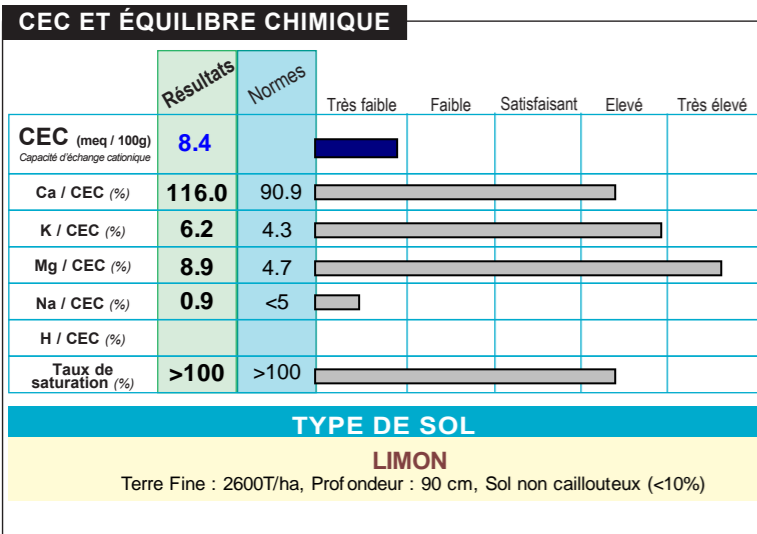 CEC ET ÉQUILIBRE CHIMIQUE
Résultats Normes Très faible Faible Satisfaisant Elevé Très élevé
CEC (meq / 100g) 8.4
Capacité d'échange cationique
Ca / CEC (%) 116.0 90.9
K / CEC (%) 6.2 4.3
Mg / CEC (%) 8.9 4.7
Na / CEC (%) 0.9 <5
H / CEC (%)
Taux de
saturation (%) >100 >100
TYPE DE SOL
LIMON
Terre Fine : 2600T/ha, Profondeur : 90 cm, Sol non caillouteux (<10%)